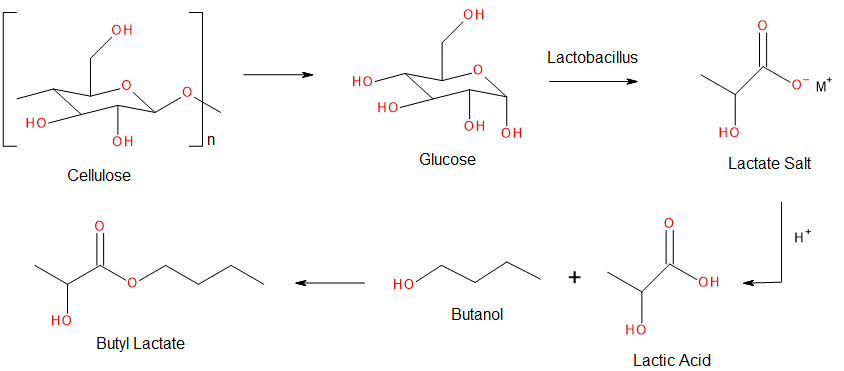 OH
O
O
HO
OH
n
Cellulose
OH
O
HO
HO
OH
OH
Glucose
Lactobacillus
O
O⁻ M⁺
HO
Lactate Salt
H⁺
O
O
HO
Butyl Lactate
HO
Butanol
+
O
OH
HO
Lactic Acid